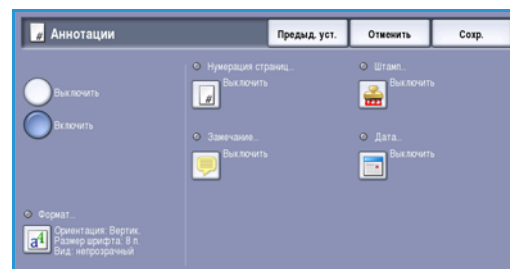 Аннотации
Предыд. уст.
Отменить
Сохр.
Выключить
Включить
Формат...
Ориентация: Вертик.
Размер шрифта: 8 п.
Вид: непрозрачный
Нумерация страниц...
Выключить
Штамп...
Выключить
Замечание...
Выключить
Дата...
Выключить